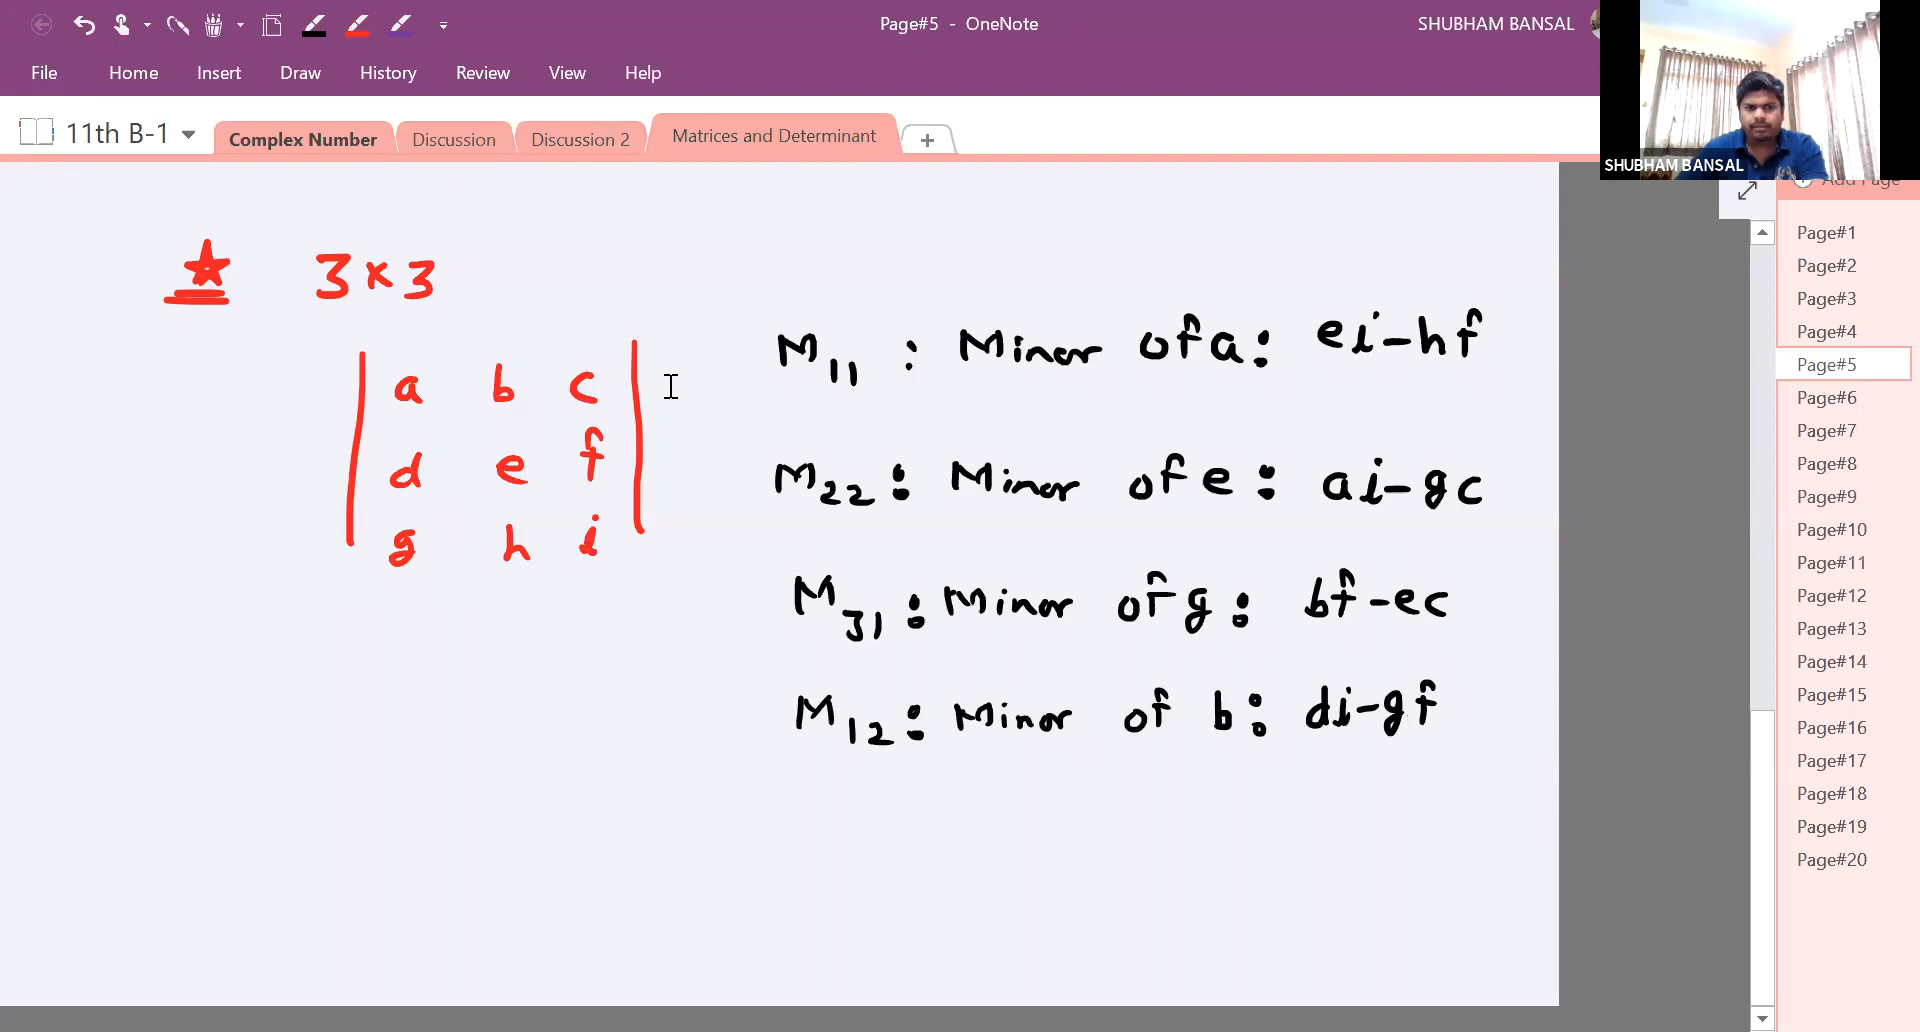 Page#5 - OneNote
SHUBHAM BANSAL
File Home Insert Draw History Review View Help
11th B-1 Complex Number Discussion Discussion 2 Matrices and Determinant +
SHUBHAM BANSAL
Add Page
3 × 3
a b c
d e f
g h i
M11 : Minor of a : ei-hf
M22 : Minor of e : ai-gc
M31 : Minor of g : bf-ec
M12 : Minor of b : di-gf
Page#1
Page#2
Page#3
Page#4
Page#5
Page#6
Page#7
Page#8
Page#9
Page#10
Page#11
Page#12
Page#13
Page#14
Page#15
Page#16
Page#17
Page#18
Page#19
Page#20